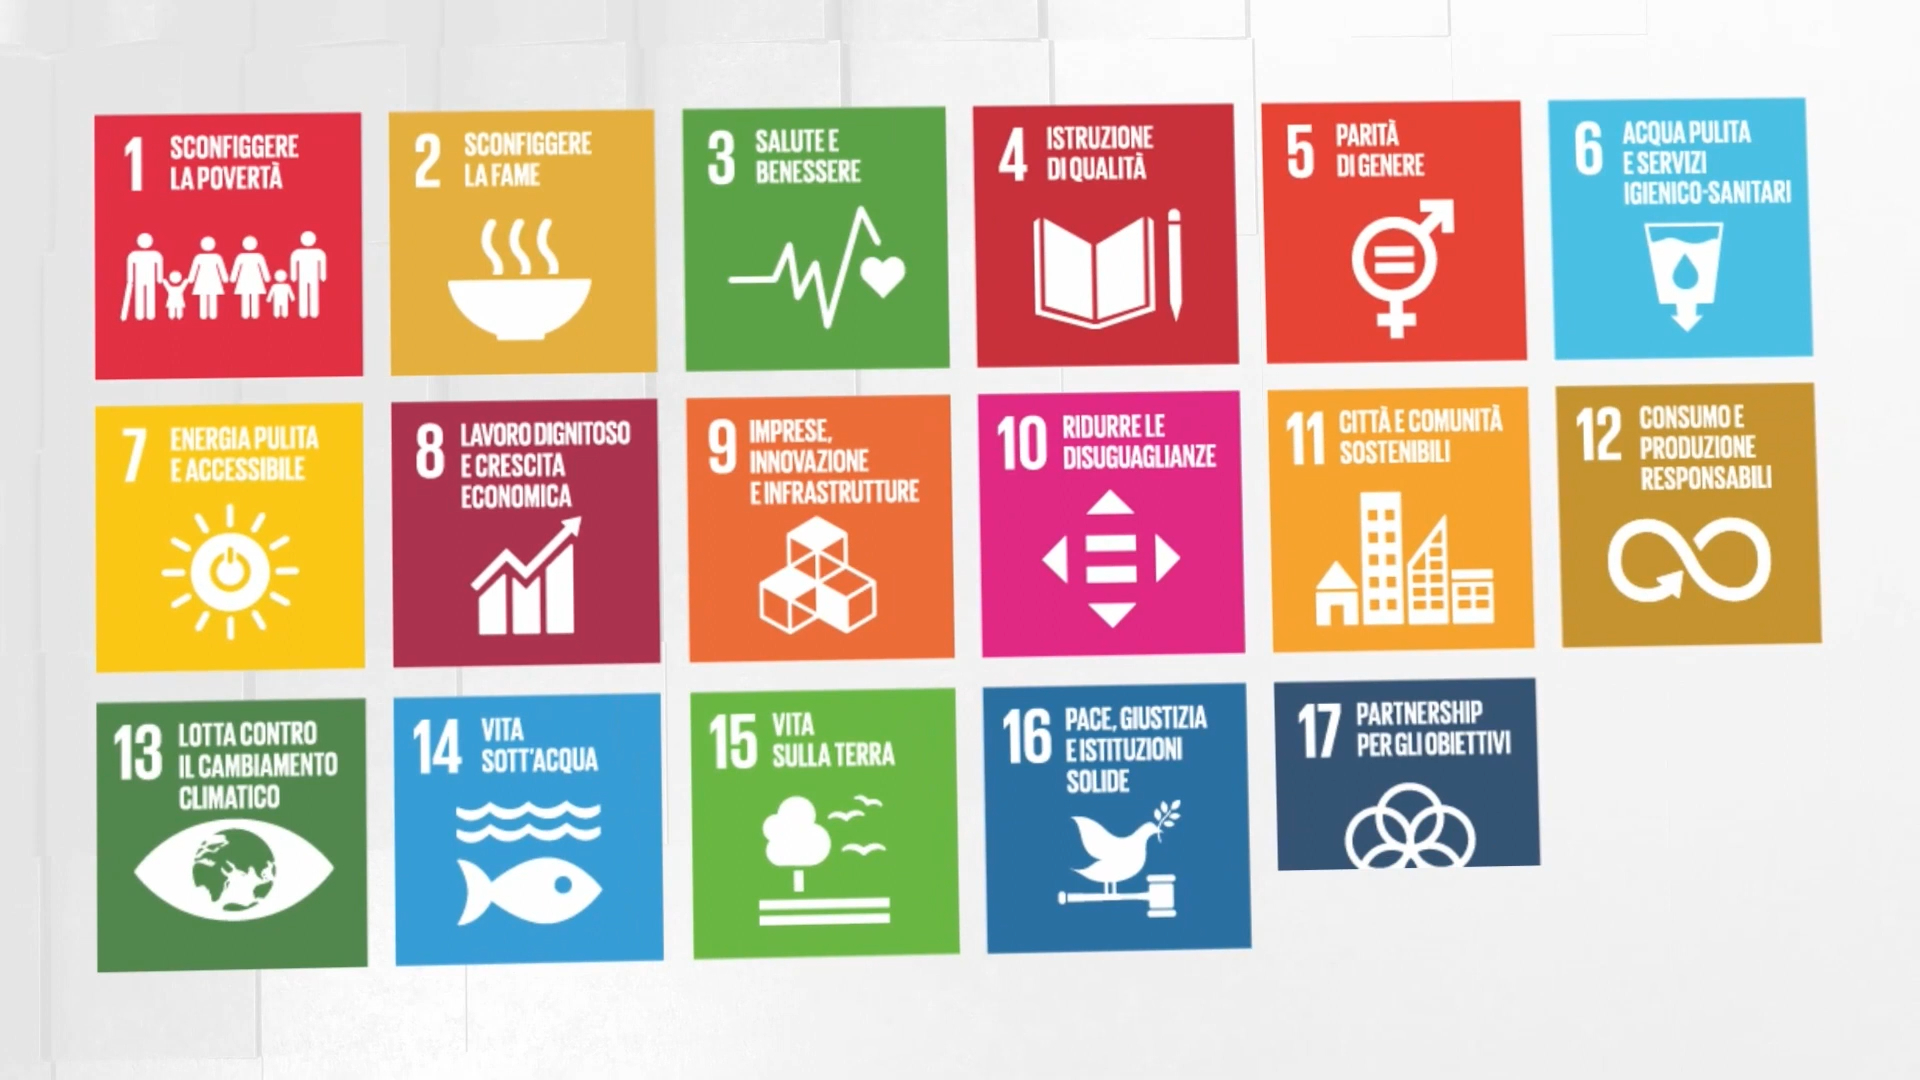 1 SCONFIGGERE
LA POVERTÀ
2 SCONFIGGERE
LA FAME
3 SALUTE E
BENESSERE
4 ISTRUZIONE
DI QUALITÀ
5 PARITÀ
DI GENERE
6 ACQUA PULITA
E SERVIZI
IGIENICO-SANITARI
7 ENERGIA PULITA
E ACCESSIBILE
8 LAVORO DIGNITOSO
E CRESCITA
ECONOMICA
9 IMPRESE,
INNOVAZIONE
E INFRASTRUTTURE
10 RIDURRE LE
DISUGUAGLIANZE
11 CITTÀ E COMUNITÀ
SOSTENIBILI
12 CONSUMO E
PRODUZIONE
RESPONSABILI
13 LOTTA CONTRO
IL CAMBIAMENTO
CLIMATICO
14 VITA
SOTT'ACQUA
15 VITA
SULLA TERRA
16 PACE, GIUSTIZIA
E ISTITUZIONI
SOLIDE
17 PARTNERSHIP
PER GLI OBIETTIVI